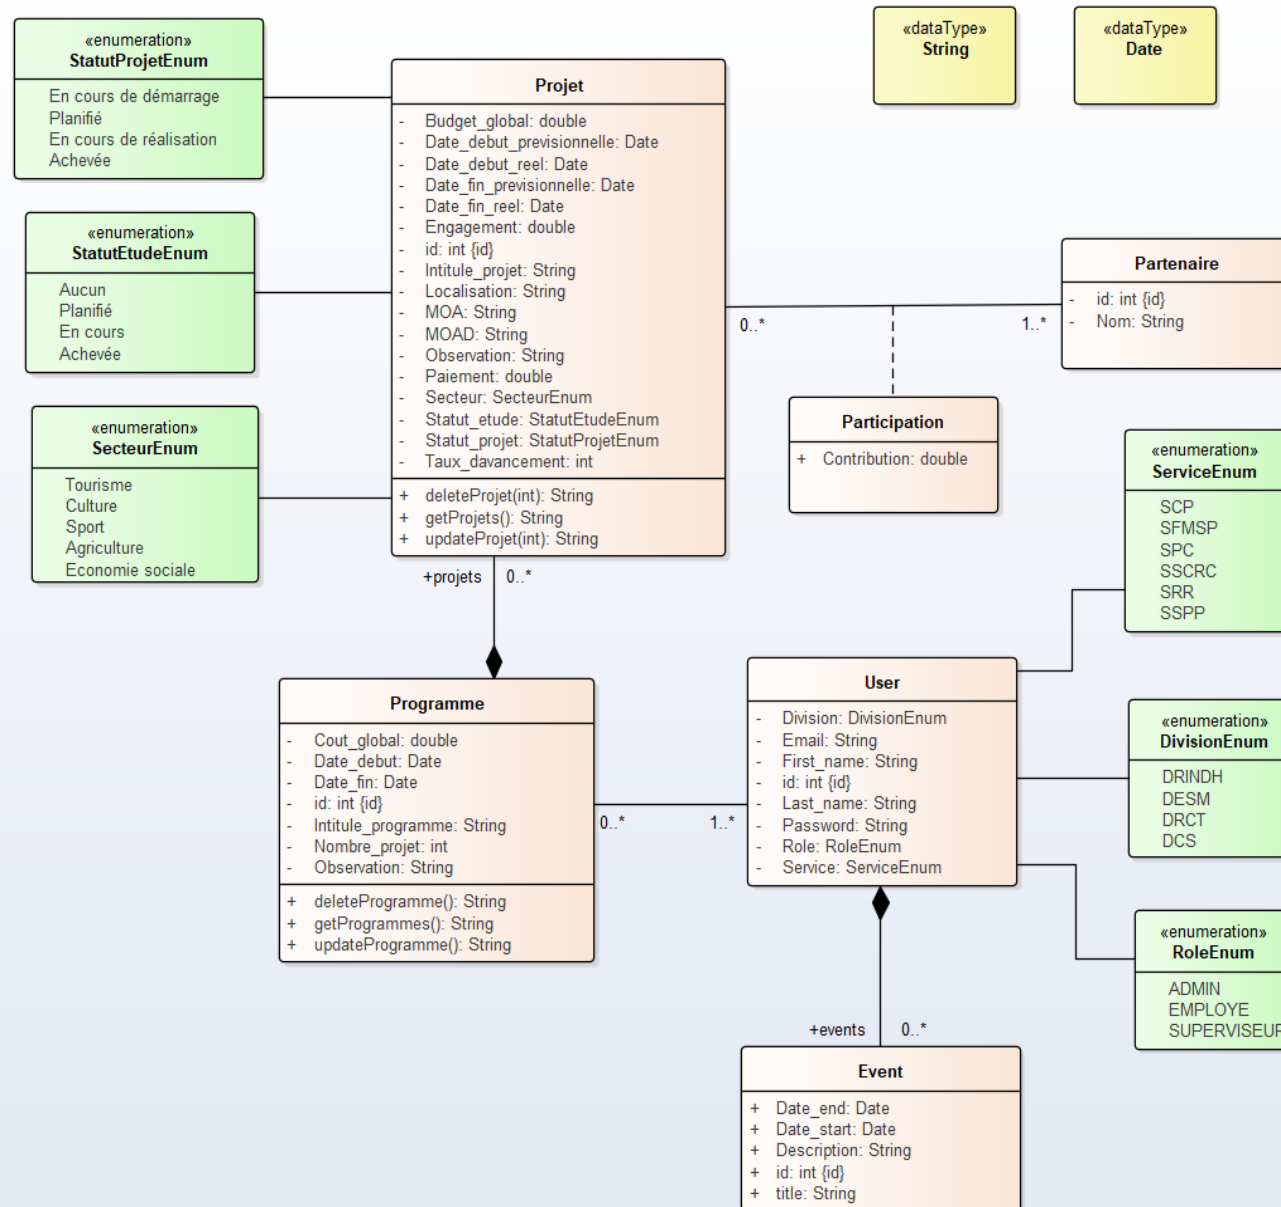 «enumeration»
StatutProjetEnum
En cours de démarrage
Planifié
En cours de réalisation
Achevée
«enumeration»
StatutEtudeEnum
Aucun
Planifié
En cours
Achevée
«enumeration»
SecteurEnum
Tourisme
Culture
Sport
Agriculture
Economie sociale
Projet
- Budget_global: double
- Date_debut_previsionnelle: Date
- Date_debut_reel: Date
- Date_fin_previsionnelle: Date
- Date_fin_reel: Date
- Engagement: double
- id: int {id}
- Intitule_projet: String
- Localisation: String
- MOA: String
- MOAD: String
- Observation: String
- Paiement: double
- Secteur: SecteurEnum
- Statut_etude: StatutEtudeEnum
- Statut_projet: StatutProjetEnum
- Taux_davancement: int
+ deleteProjet(int): String
+ getProjets(): String
+ updateProjet(int): String
«dataType»
String
«dataType»
Date
0..*
1..*
Partenaire
- id: int {id}
- Nom: String
Participation
+ Contribution: double
«enumeration»
ServiceEnum
SCP
SFMSP
SPC
SSCRC
SRR
SSPP
+projets 0..*
Programme
- Cout_global: double
- Date_debut: Date
- Date_fin: Date
- id: int {id}
- Intitule_programme: String
- Nombre_projet: int
- Observation: String
+ deleteProgramme(): String
+ getProgrammes(): String
+ updateProgramme(): String
0..*
1..*
User
- Division: DivisionEnum
- Email: String
- First_name: String
- id: int {id}
- Last_name: String
- Password: String
- Role: RoleEnum
- Service: ServiceEnum
«enumeration»
DivisionEnum
DRINDH
DESM
DRCT
DCS
«enumeration»
RoleEnum
ADMIN
EMPLOYE
SUPERVISEUR
+events 0..*
Event
+ Date_end: Date
+ Date_start: Date
+ Description: String
+ id: int {id}
+ title: String